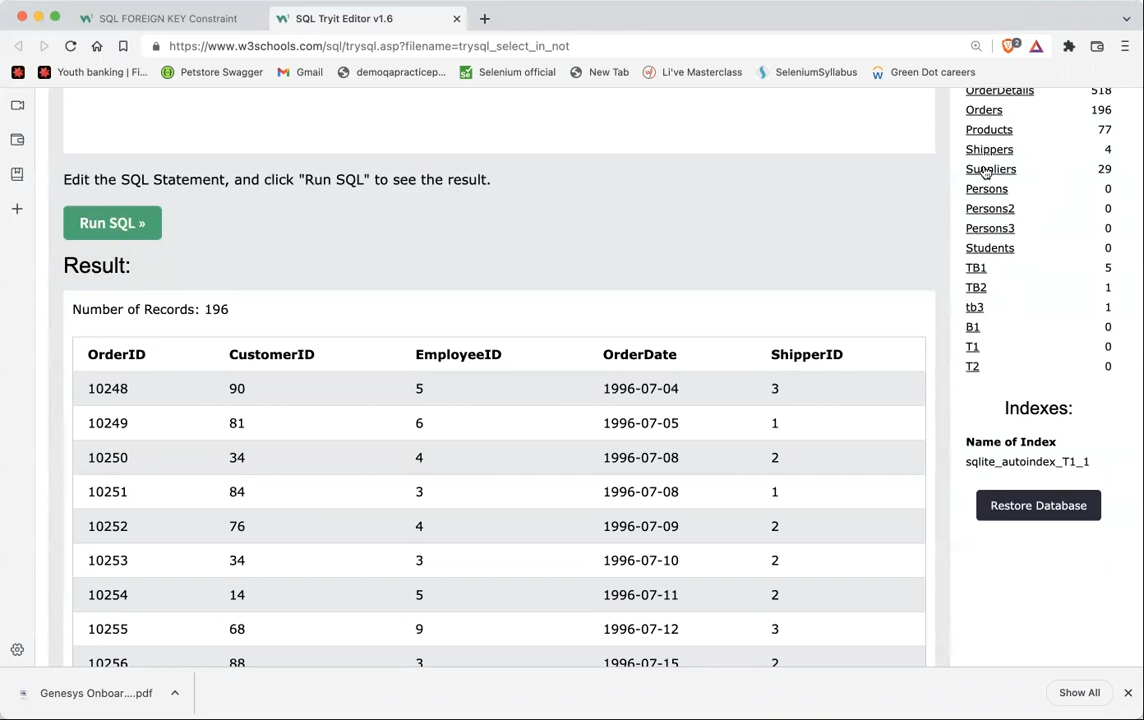 SQL FOREIGN KEY Constraint
SQL Tryit Editor v1.6
https://www.w3schools.com/sql/trysql.asp?filename=trysql_select_in_not
2
Youth banking | Fi...
Petstore Swagger
Gmail
demoqapracticep...
Selenium official
New Tab
Li've Masterclass
SeleniumSyllabus
Green Dot careers
OrderDetails 518
Orders 196
Products 77
Shippers 4
Suppliers 29
Persons 0
Persons2 0
Persons3 0
Students 0
TB1 5
TB2 1
tb3 1
B1 0
T1 0
T2 0
Indexes:
Name of Index
sqlite_autoindex_T1_1
Restore Database
Edit the SQL Statement, and click "Run SQL" to see the result.
Run SQL »
Result:
Number of Records: 196
OrderID CustomerID EmployeeID OrderDate ShipperID
10248 90 5 1996-07-04 3
10249 81 6 1996-07-05 1
10250 34 4 1996-07-08 2
10251 84 3 1996-07-08 1
10252 76 4 1996-07-09 2
10253 34 3 1996-07-10 2
10254 14 5 1996-07-11 2
10255 68 9 1996-07-12 3
10256 88 3 1996-07-15 2
Genesys Onboar....pdf
Show All